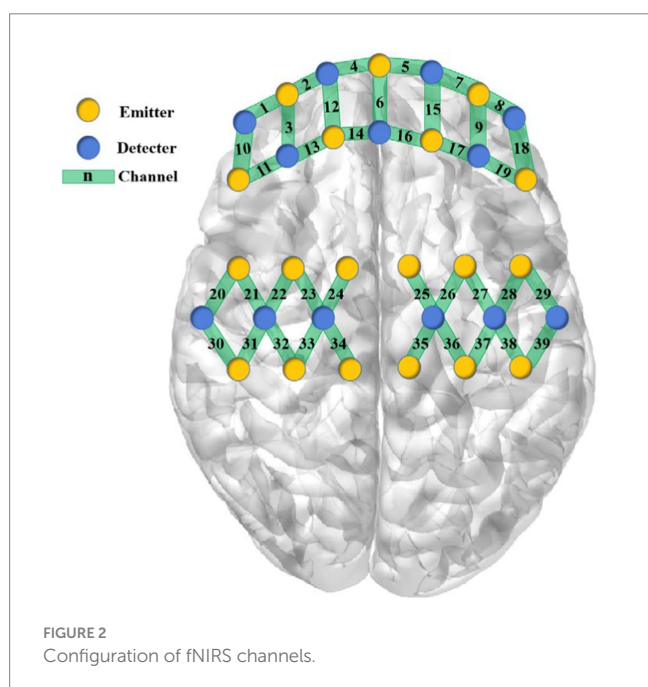 4 5
2 7
1 8
Emitter
12 6 15
3 9
Detecter
10 14 16 18
13 17
11 19
n Channel
20 21 22 23 24 25 26 27 28 29
30 31 32 33 34 35 36 37 38 39
FIGURE 2
Configuration of fNIRS channels.